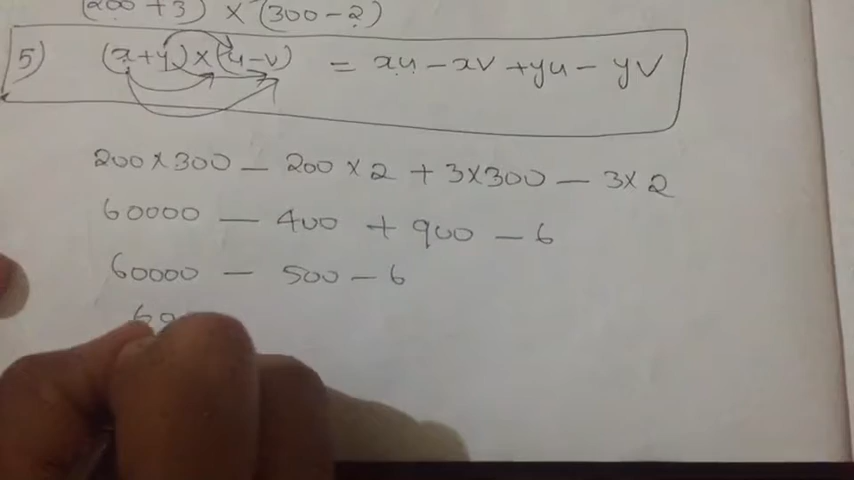 (200 + 3) × (300 - 2)
5) (x+y) × (u-v) = xu - xv + yu - yv
200 × 300 - 200 × 2 + 3 × 300 - 3 × 2
60000 - 400 + 900 - 6
60000 - 500 - 6